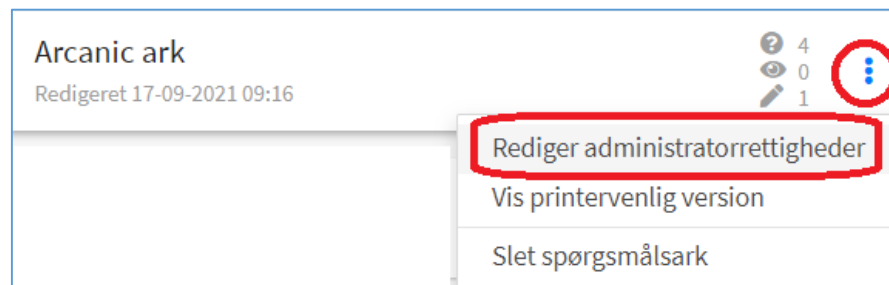 Arcanic ark
Redigeret 17-09-2021 09:16
4
0
1
Rediger administratorrettigheder
Vis printervenlig version
Slet spørgsmålsark